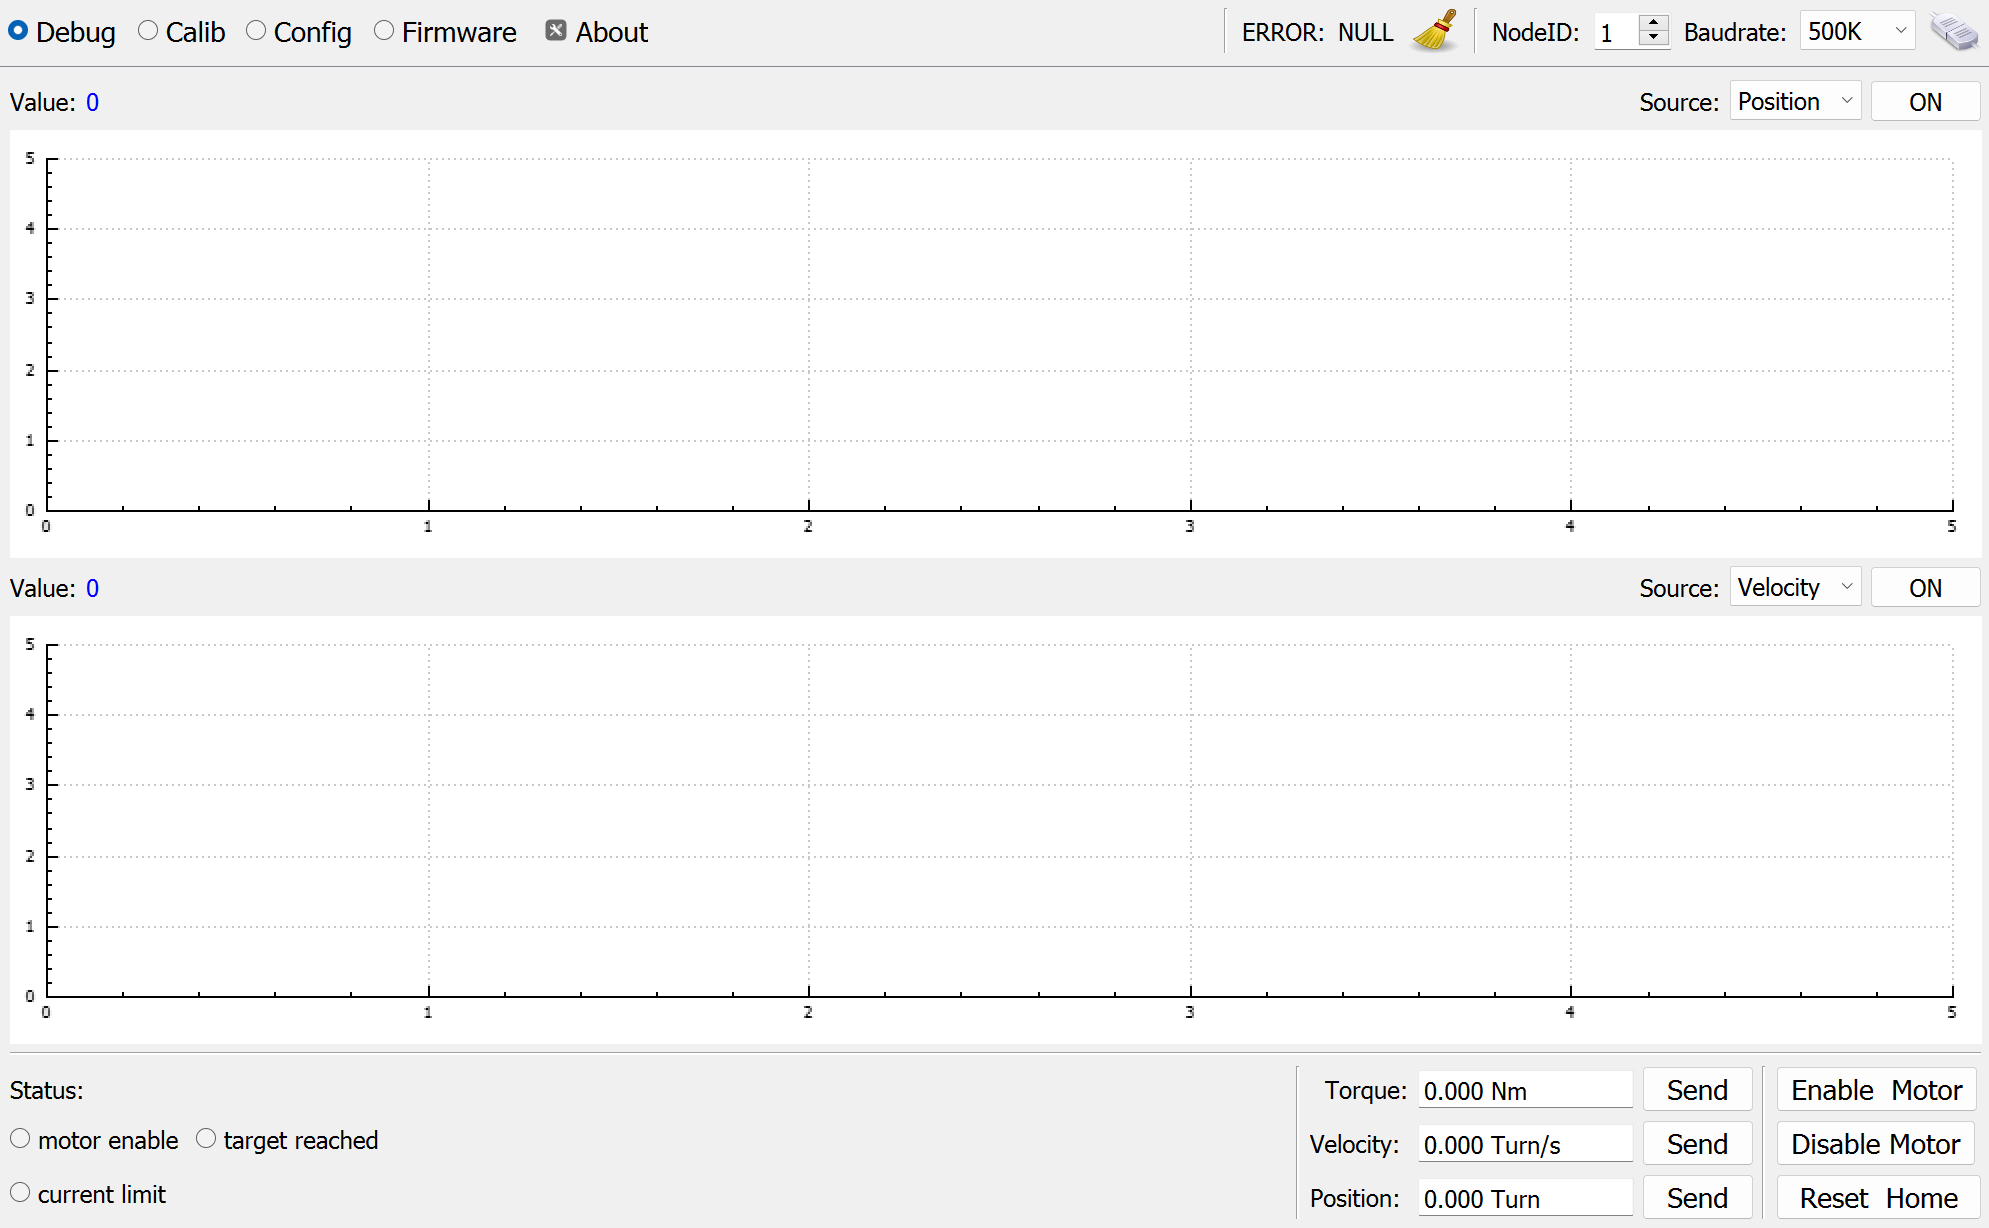 Debug Calib Config Firmware About ERROR: NULL NodeID: 1 Baudrate: 500K
Value: 0 Source: Position ON
5
4
3
2
1
0
0 1 2 3 4 5
Value: 0 Source: Velocity ON
5
4
3
2
1
0
0 1 2 3 4 5
Status: Torque: 0.000 Nm Send Enable Motor
motor enable target reached Velocity: 0.000 Turn/s Send Disable Motor
current limit Position: 0.000 Turn Send Reset Home